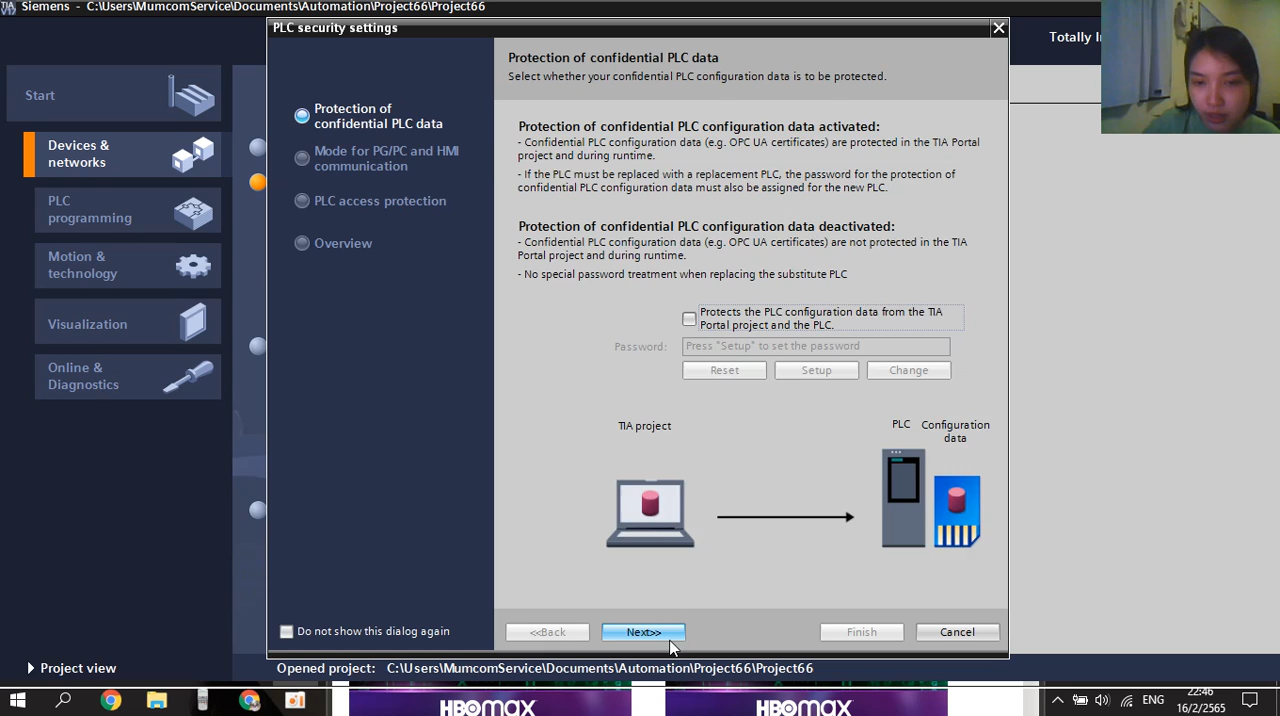 TIA
V17
Siemens - C:\Users\MumcomService\Documents\Automation\Project66\Project66
Totally In
PLC security settings
Start
Devices &
networks
PLC
programming
Motion &
technology
Visualization
Online &
Diagnostics
Protection of
confidential PLC data
Mode for PG/PC and HMI
communication
PLC access protection
Overview
Protection of confidential PLC data
Select whether your confidential PLC configuration data is to be protected.
Protection of confidential PLC configuration data activated:
- Confidential PLC configuration data (e.g. OPC UA certificates) are protected in the TIA Portal
project and during runtime.
- If the PLC must be replaced with a replacement PLC, the password for the protection of
confidential PLC configuration data must also be assigned for the new PLC.
Protection of confidential PLC configuration data deactivated:
- Confidential PLC configuration data (e.g. OPC UA certificates) are not protected in the TIA
Portal project and during runtime.
- No special password treatment when replacing the substitute PLC
Protects the PLC configuration data from the TIA
Portal project and the PLC.
Password: Press "Setup" to set the password
Reset Setup Change
TIA project
PLC Configuration
data
Do not show this dialog again
<<Back Next>> Finish Cancel
Project view
Opened project: C:\Users\MumcomService\Documents\Automation\Project66\Project66
HBOMAX HBOMAX
ENG
22:46
16/2/2565